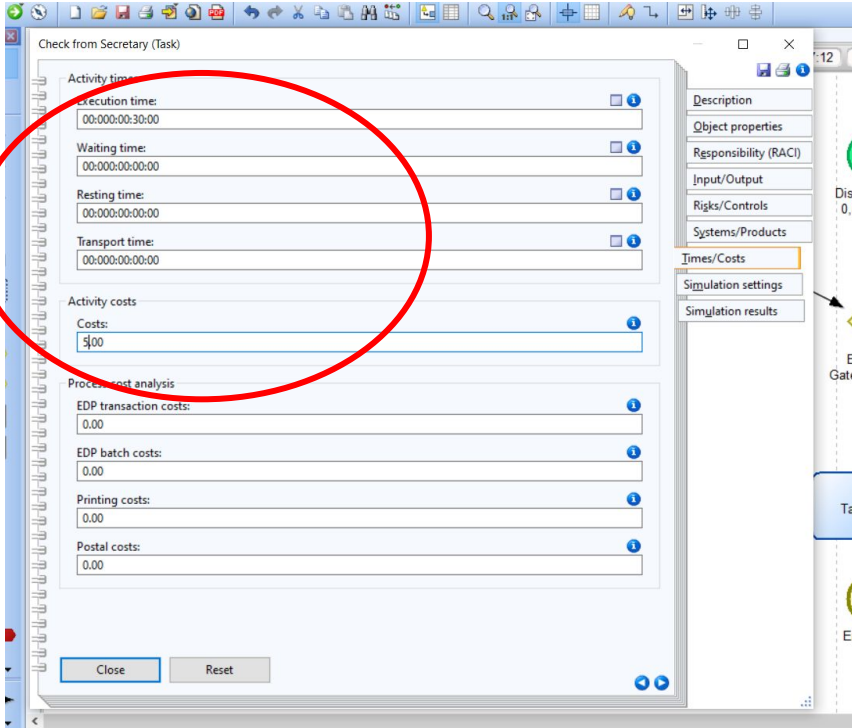 Check from Secretary (Task)
:12
Activity times
Execution time:
00:000:00:30:00
Waiting time:
00:000:00:00:00
Resting time:
00:000:00:00:00
Transport time:
00:000:00:00:00
Activity costs
Costs:
5.00
Process cost analysis
EDP transaction costs:
0.00
EDP batch costs:
0.00
Printing costs:
0.00
Postal costs:
0.00
Close
Reset
Description
Object properties
Responsibility (RACI)
Input/Output
Risks/Controls
Systems/Products
Times/Costs
Simulation settings
Simulation results
Dis
0,
E
Gate
Ta
E